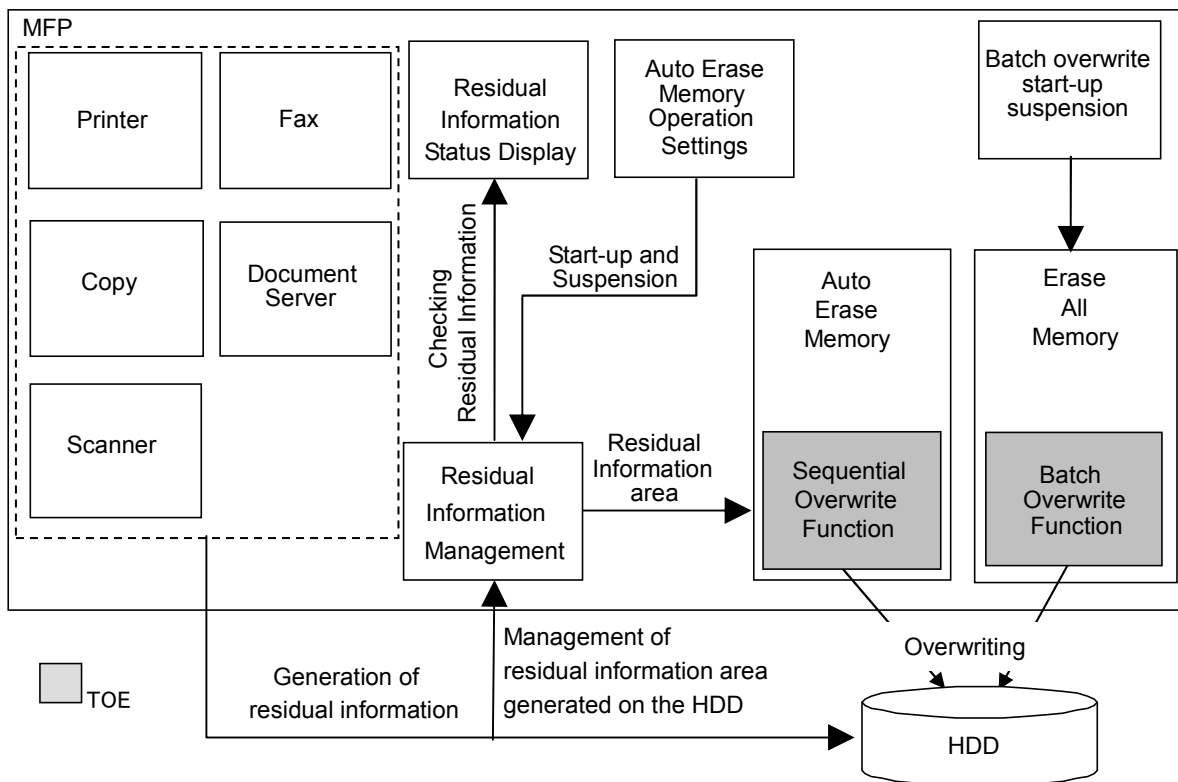 MFP
Printer
Fax
Copy
Document
Server
Scanner
Residual
Information
Status Display
Auto Erase
Memory
Operation
Settings
Batch overwrite
start-up
suspension
Checking
Residual Information
Start-up and
Suspension
Residual
Information
Management
Residual
Information
area
Auto
Erase
Memory
Sequential
Overwrite
Function
Erase
All
Memory
Batch
Overwrite
Function
TOE
Generation of
residual information
Management of
residual information area
generated on the HDD
Overwriting
HDD